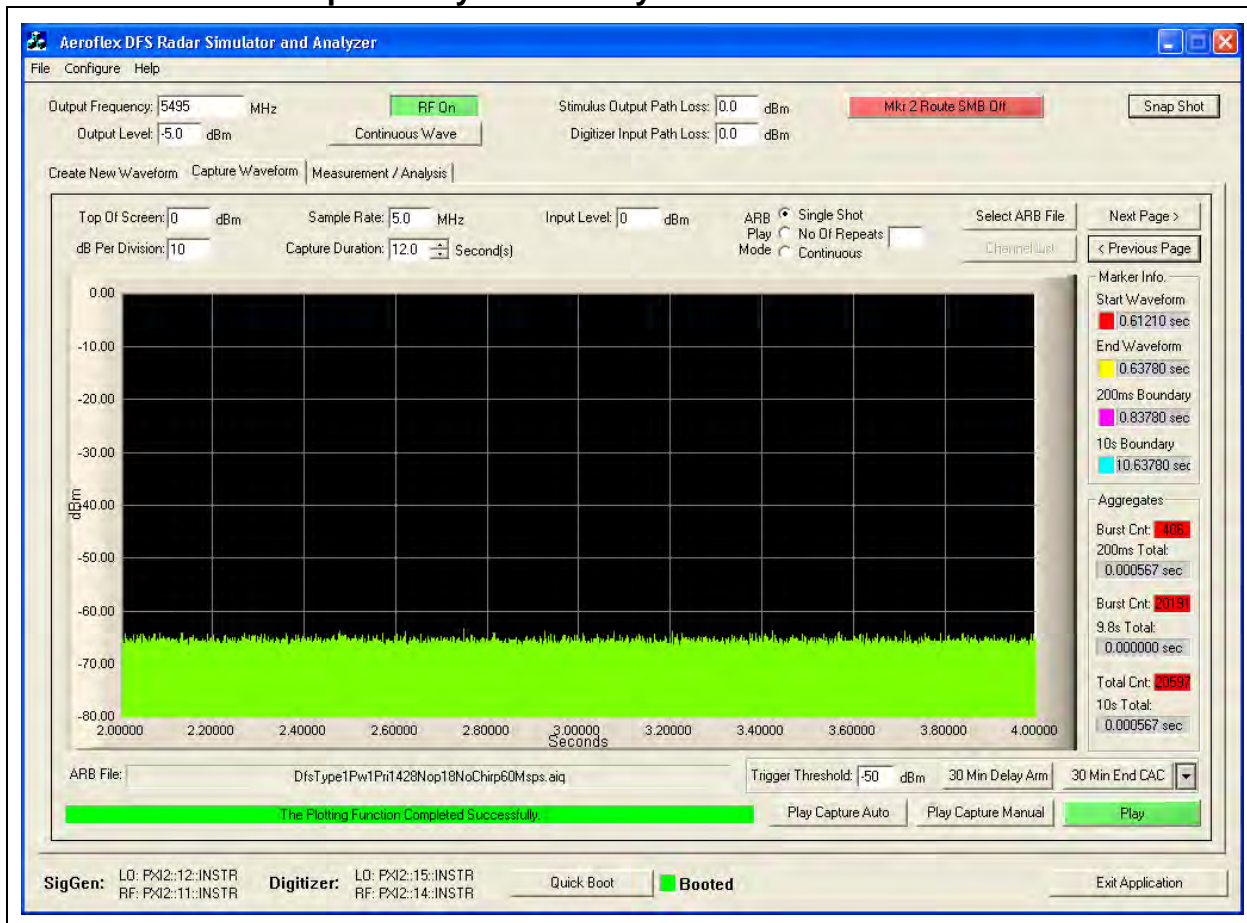 Aeroflex DFS Radar Simulator and Analyzer
File Configure Help
Output Frequency: 5495 MHz RF On Stimulus Output Path Loss: 0.0 dBm Mkr 2 Route SMB Off Snap Shot
Output Level: -5.0 dBm Continuous Wave Digitizer Input Path Loss: 0.0 dBm
Create New Waveform Capture Waveform Measurement / Analysis
Top Of Screen: 0 dBm Sample Rate: 5.0 MHz Input Level: 0 dBm ARB Play Mode Single Shot Select ARB File Next Page >
dB Per Division: 10 Capture Duration: 12.0 Second(s) No Of Repeats Channel List < Previous Page
Continuous
Marker Info.
Start Waveform
0.61210 sec
End Waveform
0.63780 sec
200ms Boundary
0.83780 sec
10s Boundary
10.63780 sec
Aggregates
Burst Cnt: 406
200ms Total:
0.000567 sec
Burst Cnt: 20191
9.8s Total:
0.000000 sec
Total Cnt: 20597
10s Total:
0.000567 sec
0.00
-10.00
-20.00
-30.00
-40.00
-50.00
-60.00
-70.00
-80.00
dBm
2.00000 2.20000 2.40000 2.60000 2.80000 3.00000 3.20000 3.40000 3.60000 3.80000 4.00000
Seconds
ARB File: DfsType1Pw1Pri1428Nop18NoChirp60Msps.aiq Trigger Threshold: -50 dBm 30 Min Delay Arm 30 Min End CAC
The Plotting Function Completed Successfully. Play Capture Auto Play Capture Manual Play
SigGen: LO: PXI2::12::INSTR Digitizer: LO: PXI2::15::INSTR Quick Boot Booted Exit Application
RF: PXI2::11::INSTR RF: PXI2::14::INSTR